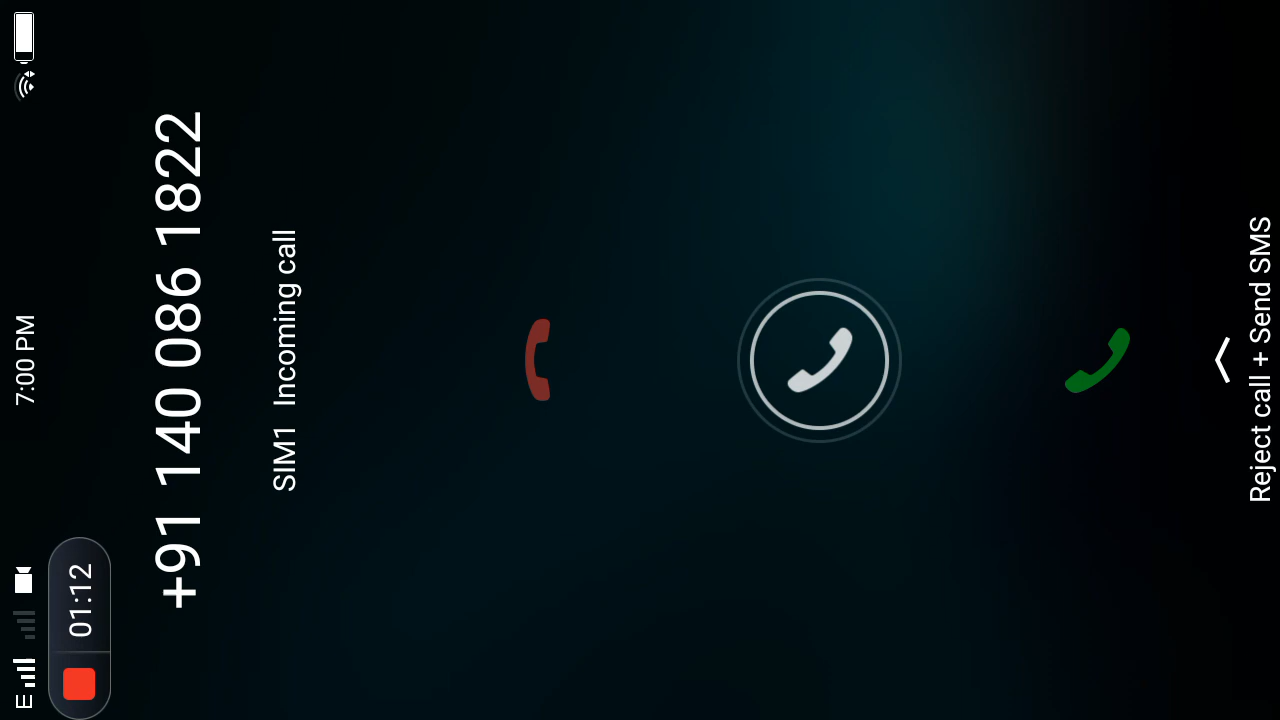 E 7:00 PM
01:12
+91 140 086 1822
SIM1 Incoming call
Reject call + Send SMS